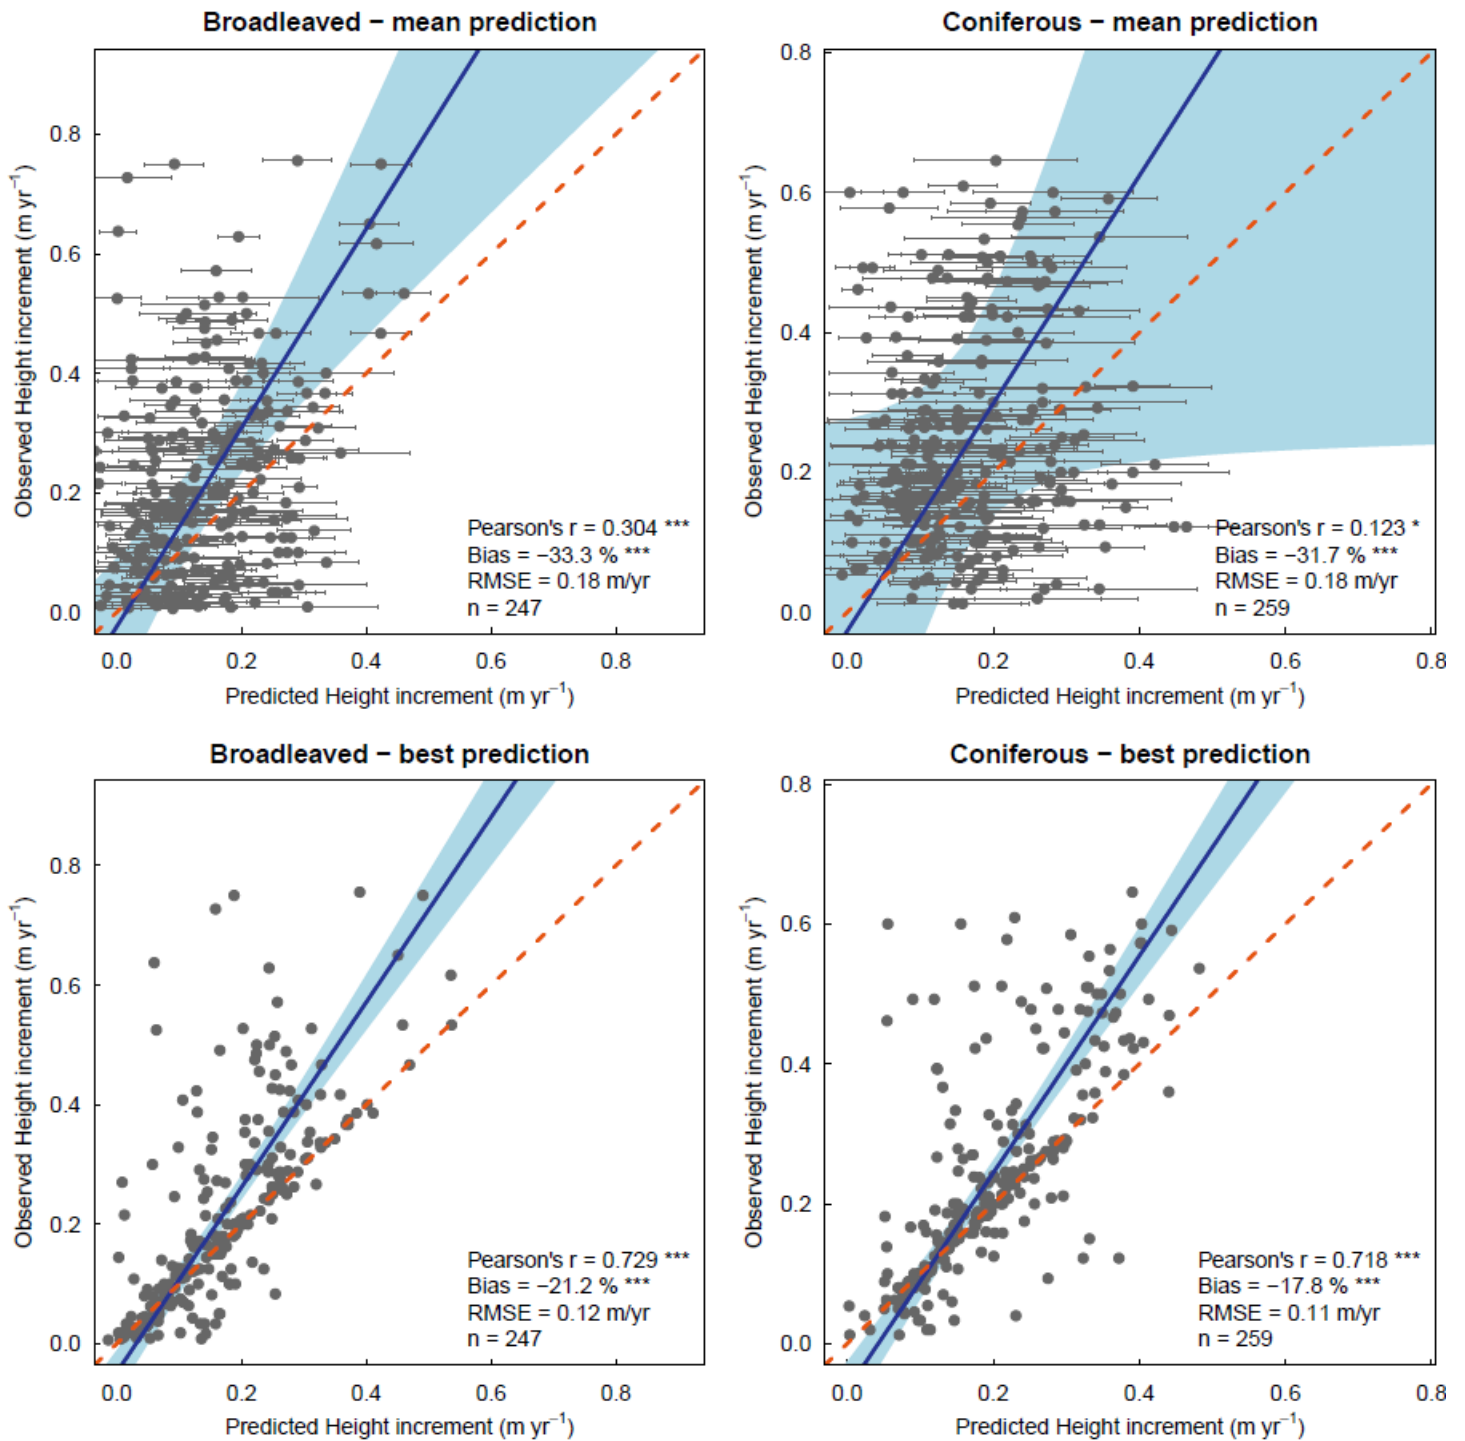 Broadleaved − mean prediction
Observed Height increment (m yr⁻¹)
0.8
0.6
0.4
0.2
0.0
Pearson's r = 0.304 ***
Bias = −33.3 % ***
RMSE = 0.18 m/yr
n = 247
0.0 0.2 0.4 0.6 0.8
Predicted Height increment (m yr⁻¹)
Coniferous − mean prediction
Observed Height increment (m yr⁻¹)
0.8
0.6
0.4
0.2
0.0
Pearson's r = 0.123 *
Bias = −31.7 % ***
RMSE = 0.18 m/yr
n = 259
0.0 0.2 0.4 0.6 0.8
Predicted Height increment (m yr⁻¹)
Broadleaved − best prediction
Observed Height increment (m yr⁻¹)
0.8
0.6
0.4
0.2
0.0
Pearson's r = 0.729 ***
Bias = −21.2 % ***
RMSE = 0.12 m/yr
n = 247
0.0 0.2 0.4 0.6 0.8
Predicted Height increment (m yr⁻¹)
Coniferous − best prediction
Observed Height increment (m yr⁻¹)
0.8
0.6
0.4
0.2
0.0
Pearson's r = 0.718 ***
Bias = −17.8 % ***
RMSE = 0.11 m/yr
n = 259
0.0 0.2 0.4 0.6 0.8
Predicted Height increment (m yr⁻¹)